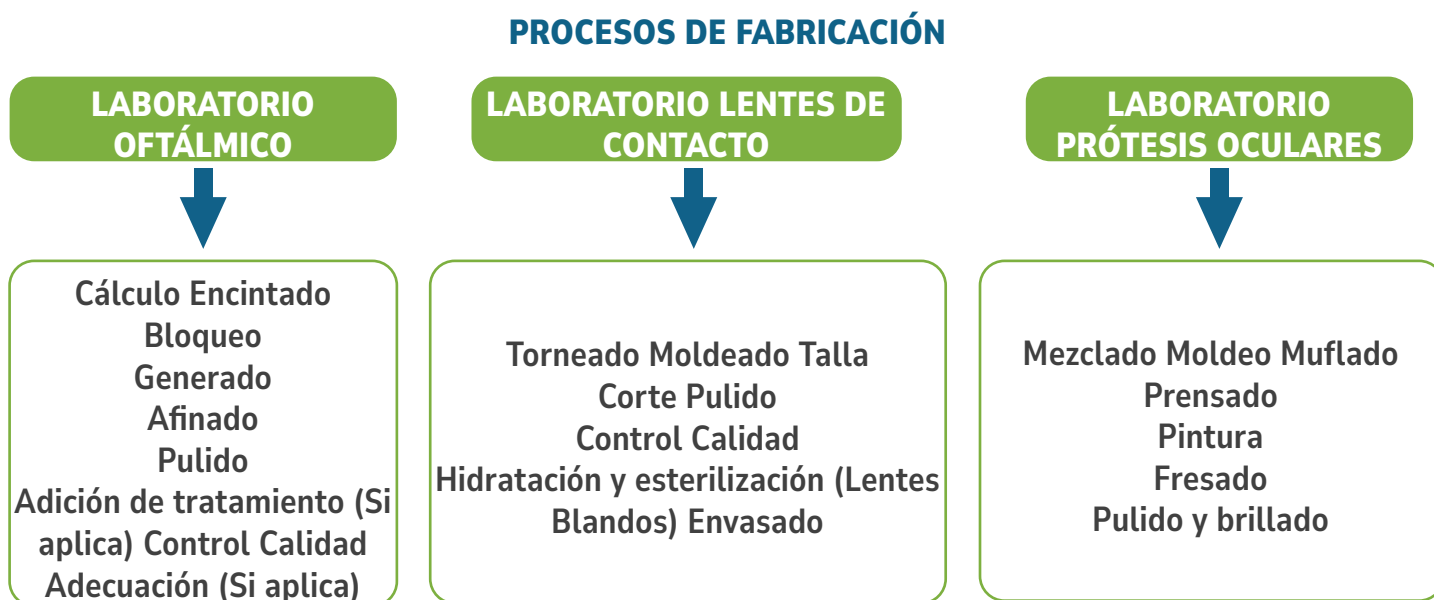 PROCESOS DE FABRICACIÓN
LABORATORIO
OFTÁLMICO
Cálculo Encintado
Bloqueo
Generado
Afinado
Pulido
Adición de tratamiento (Si
aplica) Control Calidad
Adecuación (Si aplica)
LABORATORIO LENTES DE
CONTACTO
Torneado Moldeado Talla
Corte Pulido
Control Calidad
Hidratación y esterilización (Lentes
Blandos) Envasado
LABORATORIO
PRÓTESIS OCULARES
Mezclado Moldeo Muflado
Prensado
Pintura
Fresado
Pulido y brillado